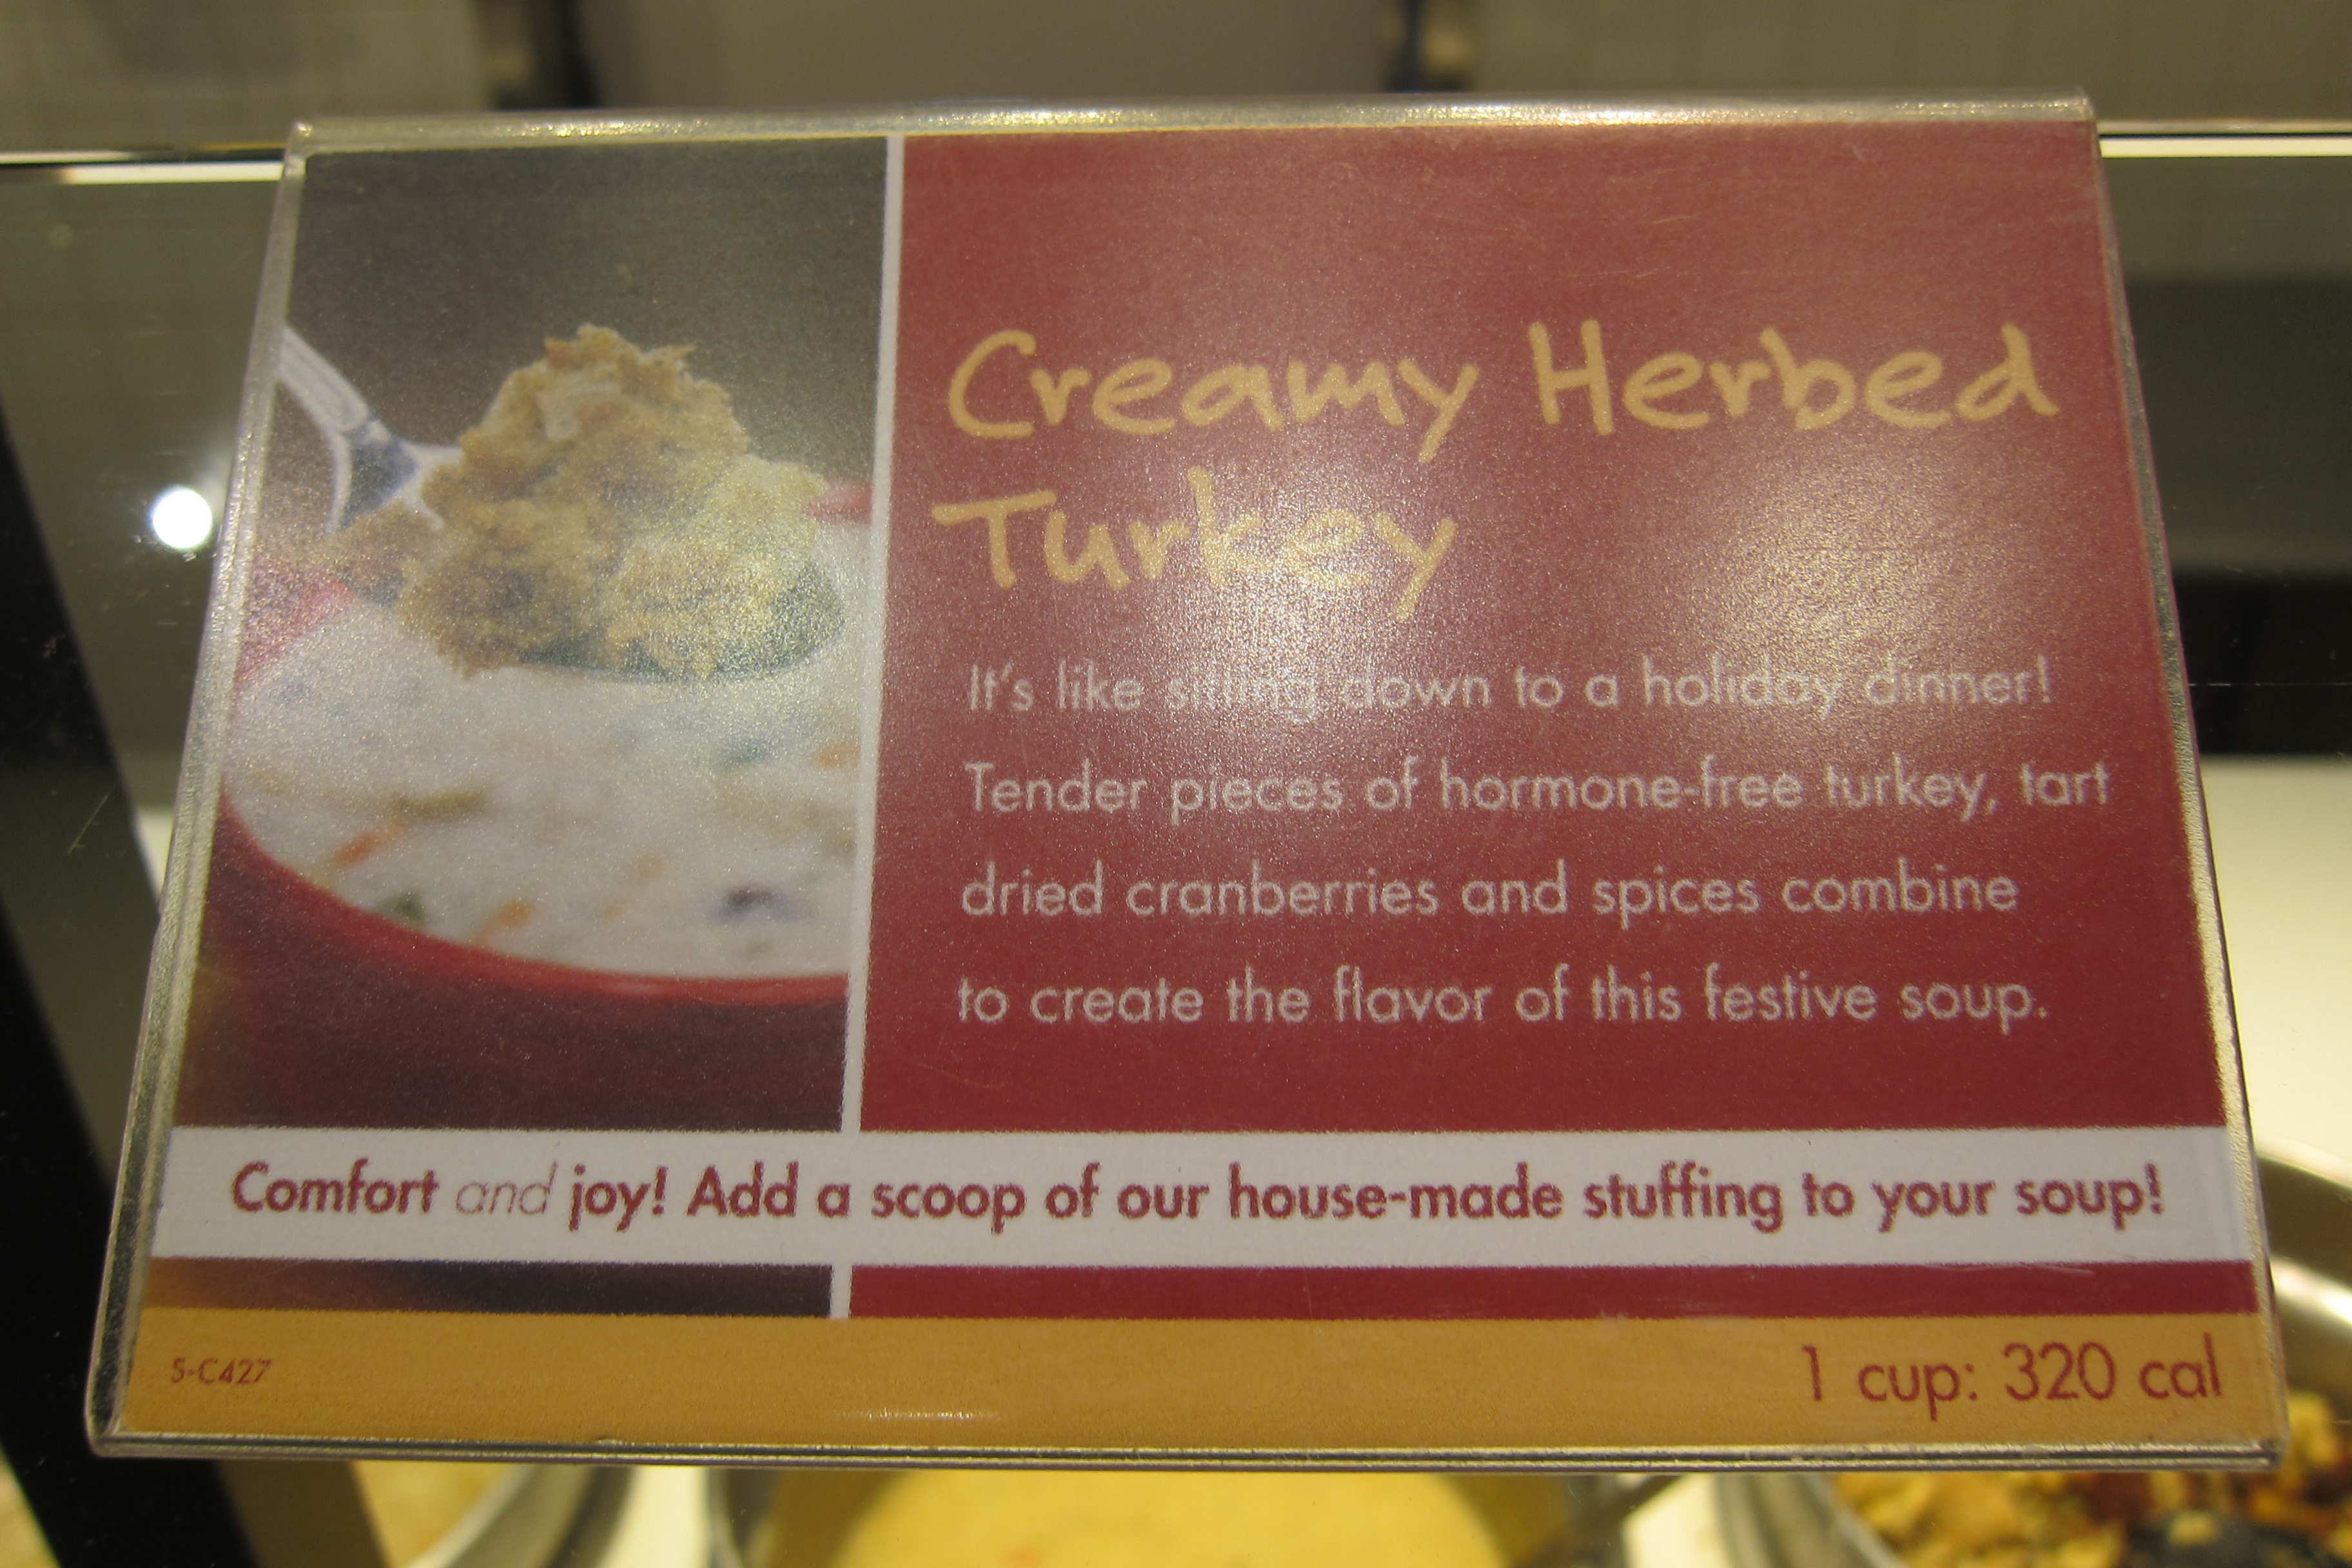 Creamy Herbed
Turkey
It's like sitting down to a holiday dinner!
Tender pieces of hormone-free turkey, tart
dried cranberries and spices combine
to create the flavor of this festive soup.
Comfort and joy! Add a scoop of our house-made stuffing to your soup!
5-C427
1 cup: 320 cal